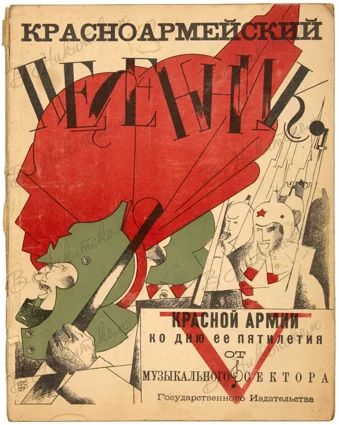 КРАСНОАРМЕЙСКИЙ
ПЕСЕННИК.
КРАСНОЙ АРМИИ
КО ДНЮ ЕЕ ПЯТИЛЕТИЯ
ОТ
МУЗЫКАЛЬНОГО СЕКТОРА
Государственного Издательства